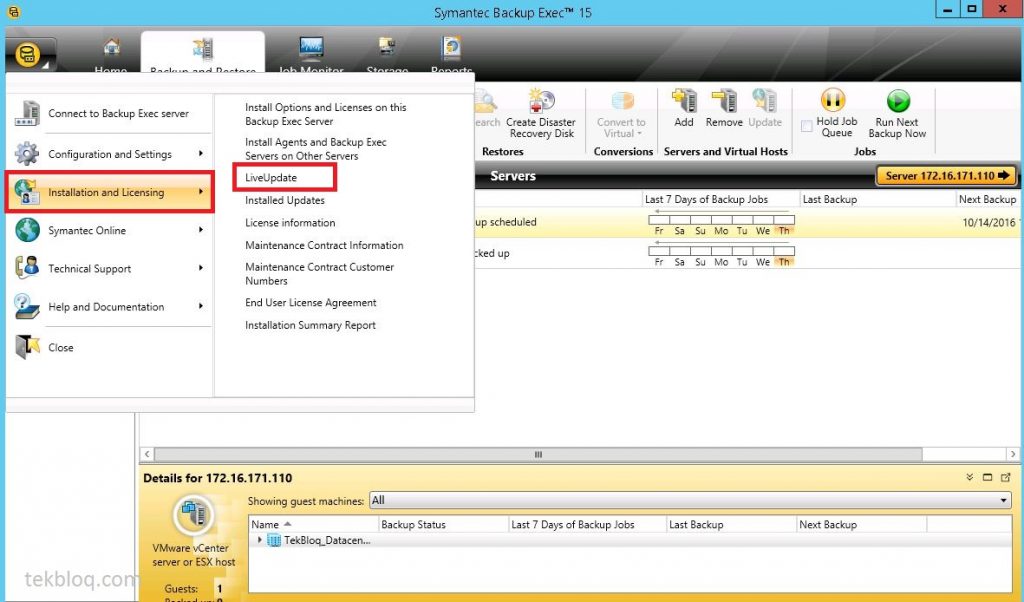 Symantec Backup Exec™ 15
Home
Backup and Restore
Job Monitor
Storage
Reports
Connect to Backup Exec server
Configuration and Settings
Installation and Licensing
Symantec Online
Technical Support
Help and Documentation
Close
Install Options and Licenses on this
Backup Exec Server
Install Agents and Backup Exec
Servers on Other Servers
LiveUpdate
Installed Updates
License information
Maintenance Contract Information
Maintenance Contract Customer
Numbers
End User License Agreement
Installation Summary Report
earch
Create Disaster
Recovery Disk
Restores
Convert to
Virtual
Conversions
Add
Remove
Update
Servers and Virtual Hosts
Hold Job
Queue
Run Next
Backup Now
Jobs
Servers
Server 172.16.171.110
Last 7 Days of Backup Jobs
Last Backup
Next Backup
up scheduled
Fr Sa Su Mo Tu We Th
10/14/2016 1
cked up
Fr Sa Su Mo Tu We Th
Details for 172.16.171.110
Showing guest machines: All
VMware vCenter
server or ESX host
Guests: 1
Backed up: 0
Name
Backup Status
Last 7 Days of Backup Jobs
Last Backup
Next Backup
TekBloq_Datacen...
tekbloq.com